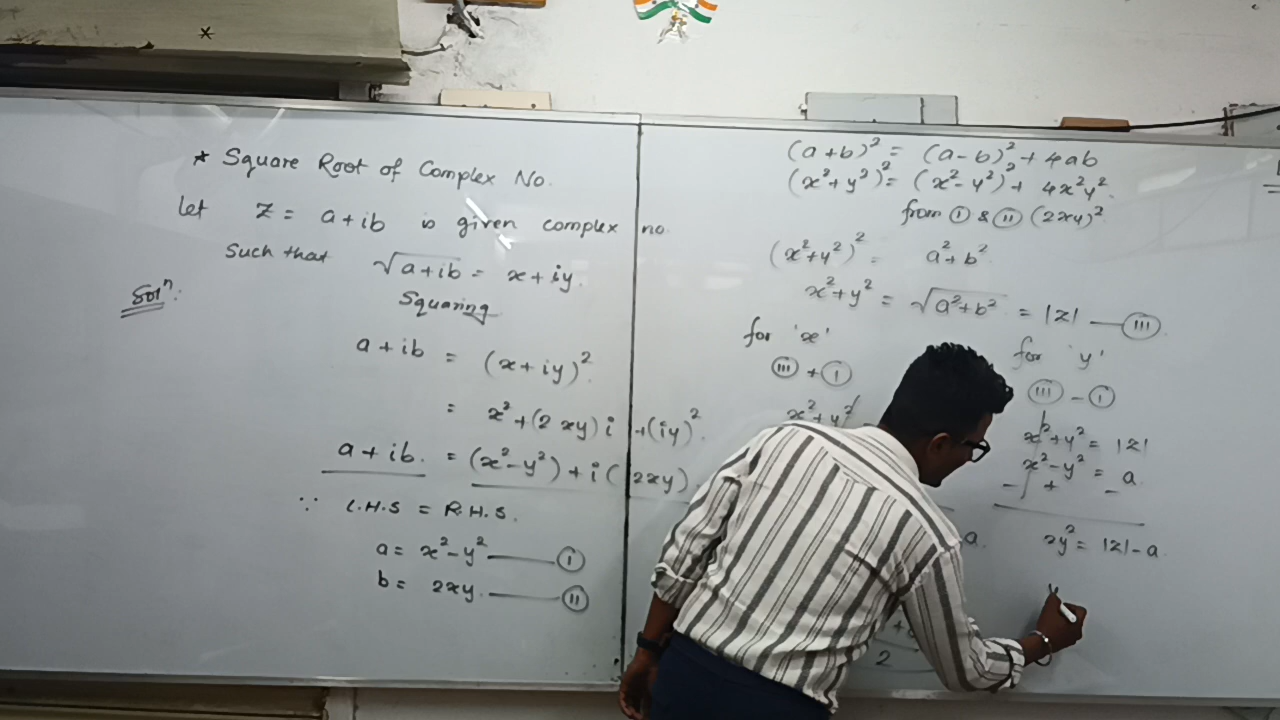 * Square Root of Complex No.
let z = a+ib is given complex no.
Such that √a+ib = x+iy.
Solⁿ:
Squaring
a+ib = (x+iy)².
= x²+(2xy)i+(iy)².
a+ib. = (x²-y²)+i(2xy).
∵ L.H.S = R.H.S.
a = x²-y² —— Ⓘ
b = 2xy. —— Ⓘⓘ
(a+b)² = (a-b)²+4ab
(x²+y²)² = (x²-y²)²+4x²y².
from Ⓘ & Ⓘⓘ (2xy)²
(x²+y²)² = a²+b²
x²+y² = √a²+b² = |z| —— (III)
for 'x'
(III) + (I)
x²+y²
a.
2
for 'y'
(III) - (I)
x²+y² = |z|
x²-y² = a
- + -
2y² = |z|-a